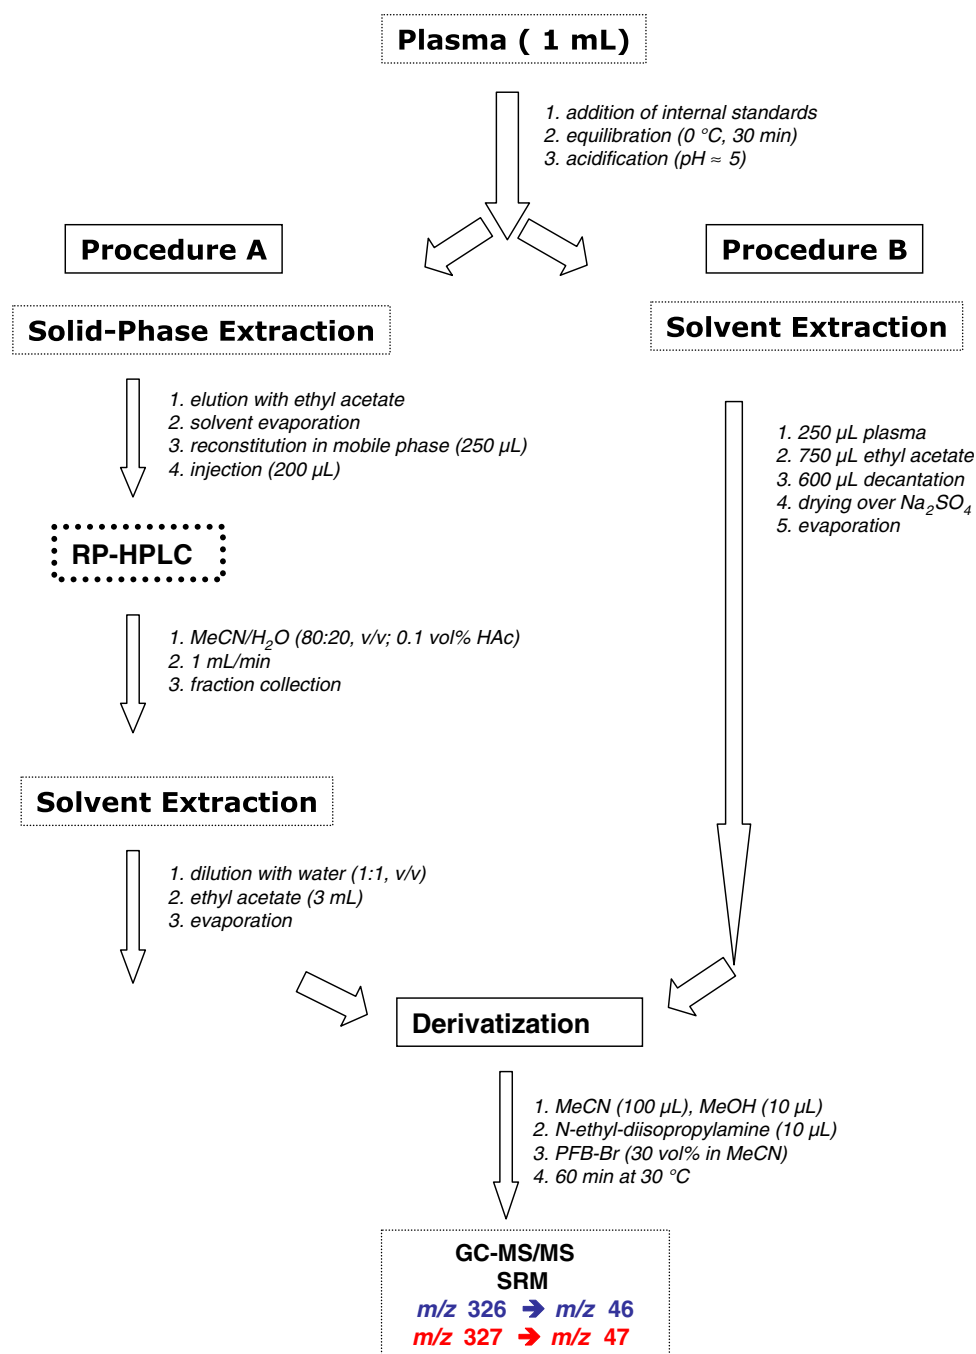 Plasma ( 1 mL)
1. addition of internal standards
2. equilibration (0 °C, 30 min)
3. acidification (pH ≈ 5)
Procedure A
Solid-Phase Extraction
1. elution with ethyl acetate
2. solvent evaporation
3. reconstitution in mobile phase (250 µL)
4. injection (200 µL)
RP-HPLC
1. MeCN/H₂O (80:20, v/v; 0.1 vol% HAc)
2. 1 mL/min
3. fraction collection
Solvent Extraction
1. dilution with water (1:1, v/v)
2. ethyl acetate (3 mL)
3. evaporation
Procedure B
Solvent Extraction
1. 250 µL plasma
2. 750 µL ethyl acetate
3. 600 µL decantation
4. drying over Na₂SO₄
5. evaporation
Derivatization
1. MeCN (100 µL), MeOH (10 µL)
2. N-ethyl-diisopropylamine (10 µL)
3. PFB-Br (30 vol% in MeCN)
4. 60 min at 30 °C
GC-MS/MS
SRM
m/z 326 ➔ m/z 46
m/z 327 ➔ m/z 47